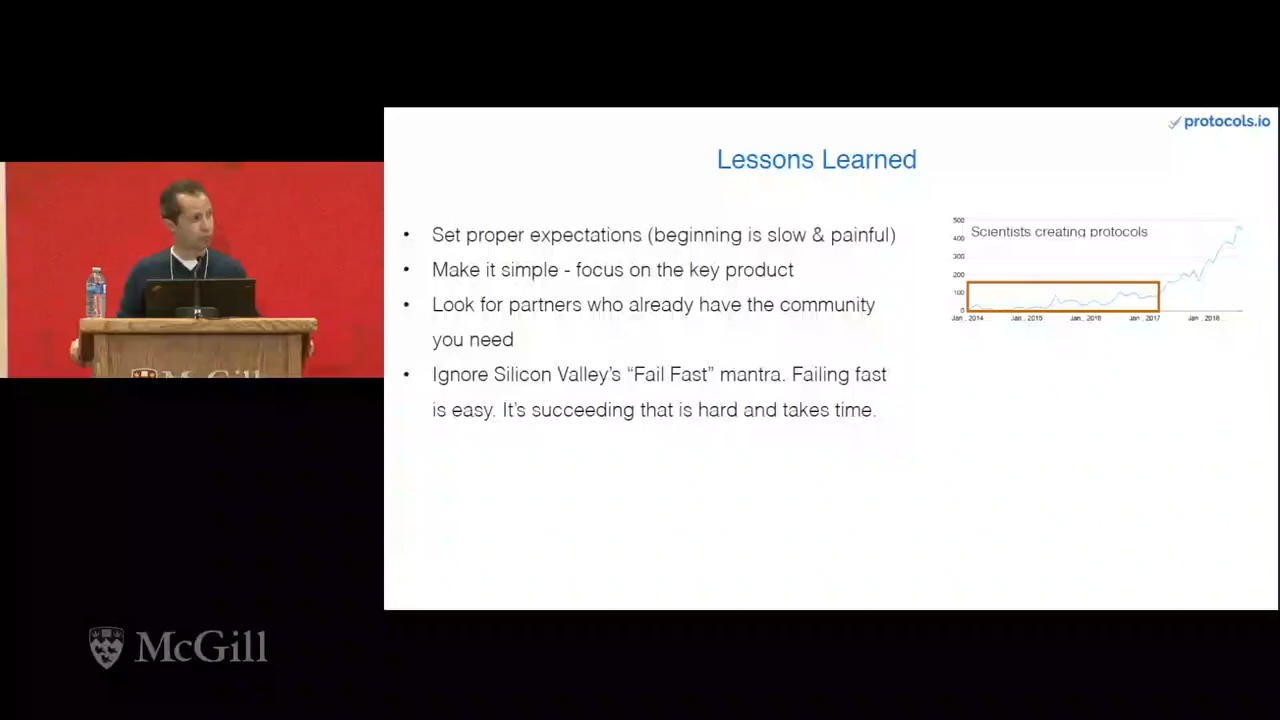 protocols.io
Lessons Learned
• Set proper expectations (beginning is slow & painful)
• Make it simple - focus on the key product
• Look for partners who already have the community
you need
• Ignore Silicon Valley’s “Fail Fast” mantra. Failing fast
is easy. It’s succeeding that is hard and takes time.
Scientists creating protocols
500
400
300
200
100
0
Jan, 2014 Jan, 2015 Jan, 2016 Jan, 2017 Jan, 2018
McGill
McGill